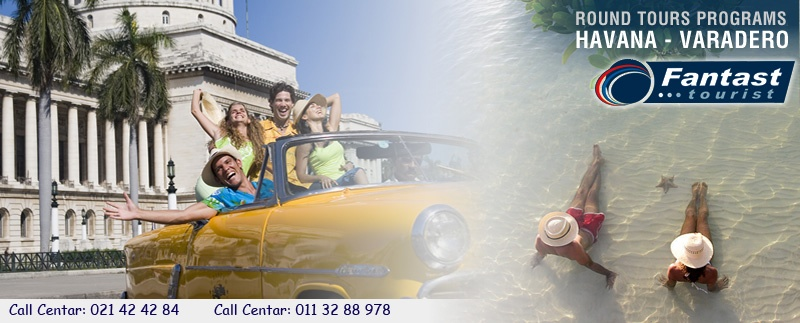 ROUND TOURS PROGRAMS
HAVANA - VARADERO
Fantast
tourist
Call Centar: 021 42 42 84 Call Centar: 011 32 88 978